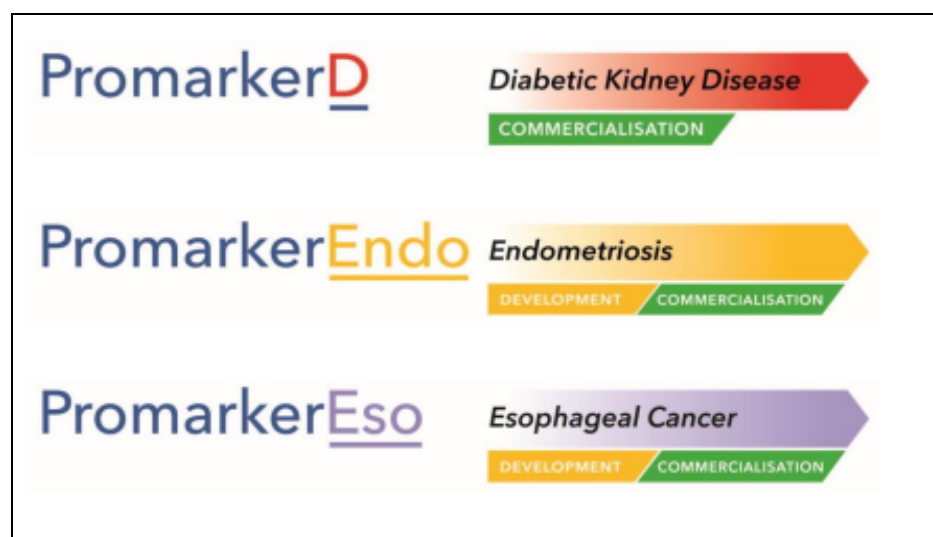 PromarkerD
Diabetic Kidney Disease
COMMERCIALISATION
PromarkerEndo
Endometriosis
DEVELOPMENT COMMERCIALISATION
PromarkerEso
Esophageal Cancer
DEVELOPMENT COMMERCIALISATION